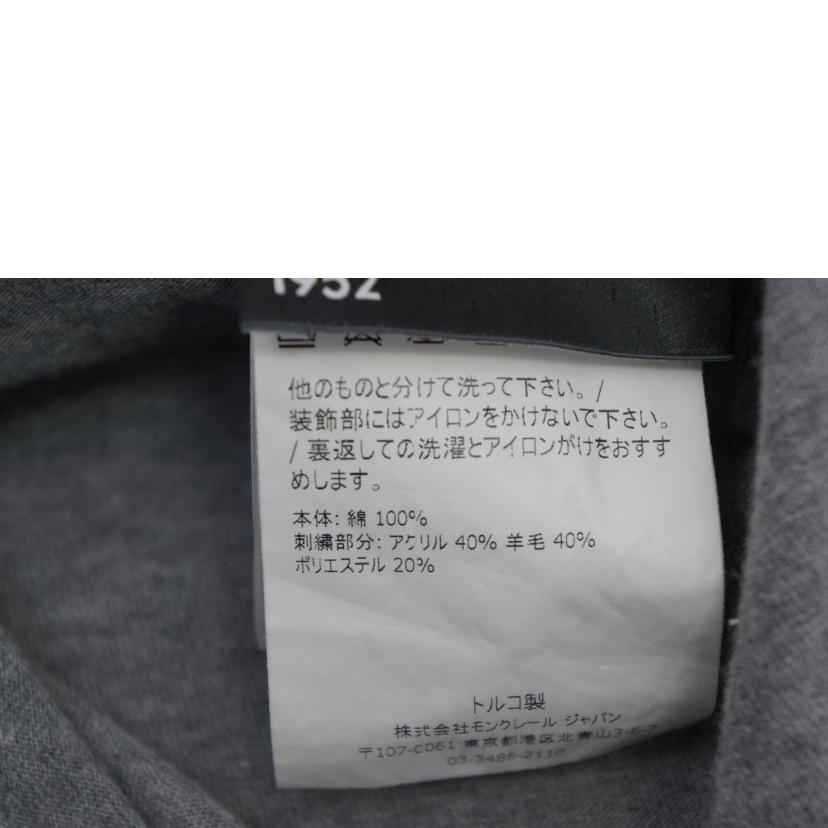 1952
他のものと分けて洗って下さい。/
装飾部にはアイロンをかけないで下さい。
/ 裏返しての洗濯とアイロンがけをおすす
めします。
本体: 綿 100%
刺繍部分: アクリル 40% 羊毛 40%
ポリエステル 20%
トルコ製
株式会社モンクレール ジャパン
〒107-0061 東京都港区北青山3-6-7
03-3486-2110